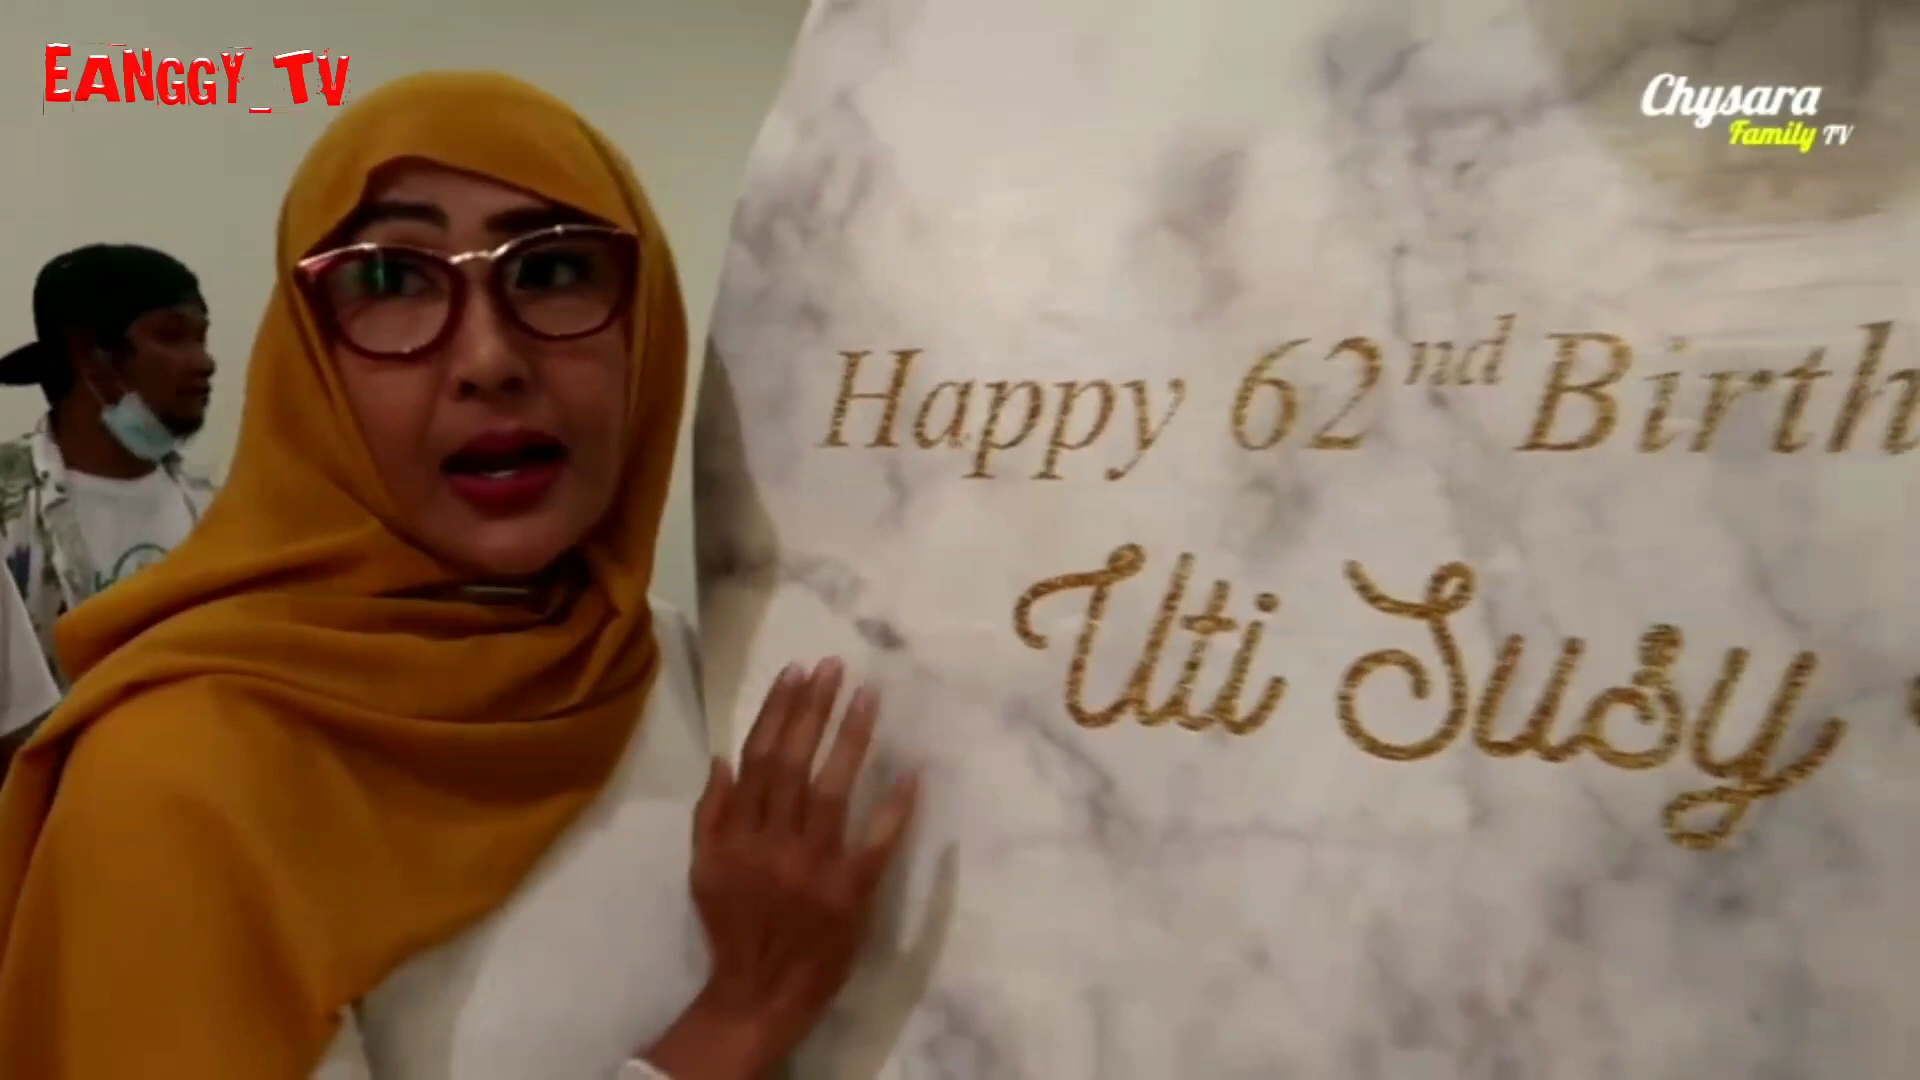 EANGGY_TV
Chysara
Family TV
Happy 62nd Birth
Uti Susy